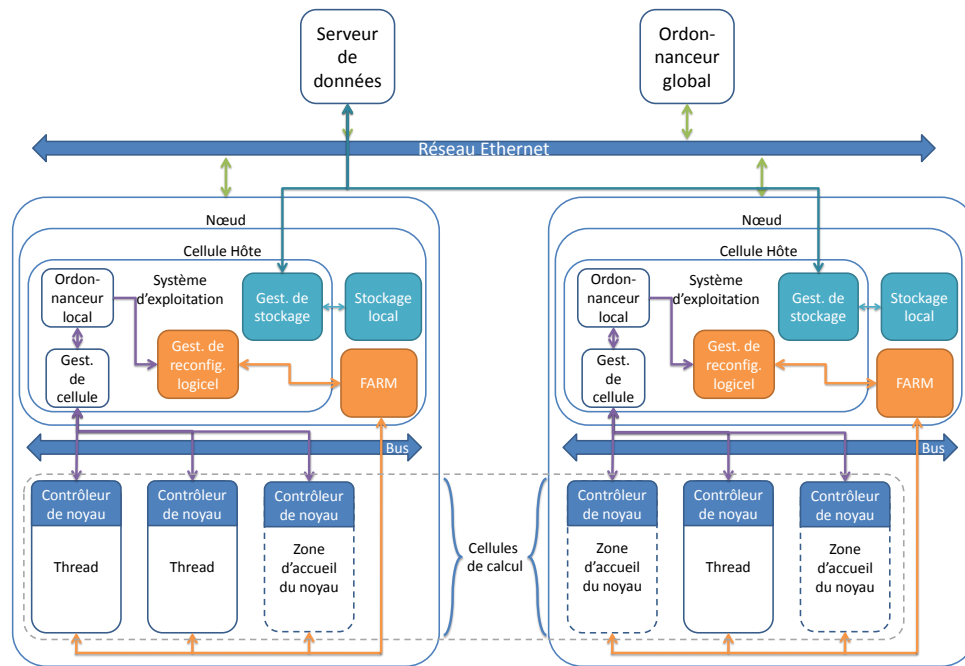 Serveur
de
données
Ordon-
nanceur
global
Réseau Ethernet
Nœud
Cellule Hôte
Ordon-
nanceur
local
Système
d'exploitation
Gest. de
stockage
Stockage
local
Gest.
de
cellule
Gest. de
reconfig.
logicel
FARM
Bus
Contrôleur
de noyau
Thread
Contrôleur
de noyau
Thread
Contrôleur
de noyau
Zone
d'accueil
du noyau
Cellules
de calcul
Nœud
Cellule Hôte
Ordon-
nanceur
local
Système
d'exploitation
Gest. de
stockage
Stockage
local
Gest.
de
cellule
Gest. de
reconfig.
logicel
FARM
Bus
Contrôleur
de noyau
Zone
d'accueil
du noyau
Contrôleur
de noyau
Thread
Contrôleur
de noyau
Zone
d'accueil
du noyau